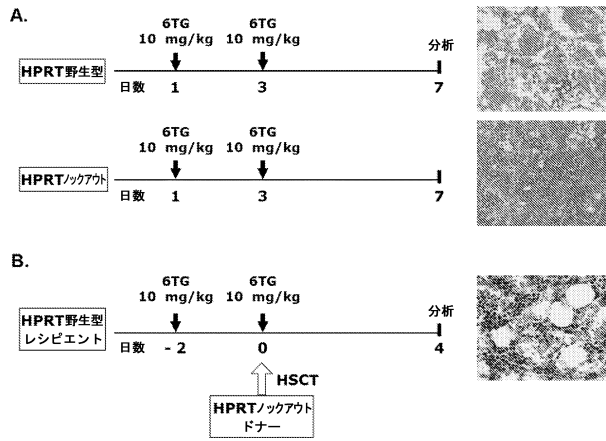 A.
6TG 6TG
10 mg/kg 10 mg/kg
分析
HPRT野生型
日数 1 3 7
6TG 6TG
10 mg/kg 10 mg/kg
HPRTノックアウト
日数 1 3 7
B.
6TG 6TG
10 mg/kg 10 mg/kg
分析
HPRT野生型
レシピエント
日数 - 2 0 4
HSCT
HPRTノックアウト
ドナー